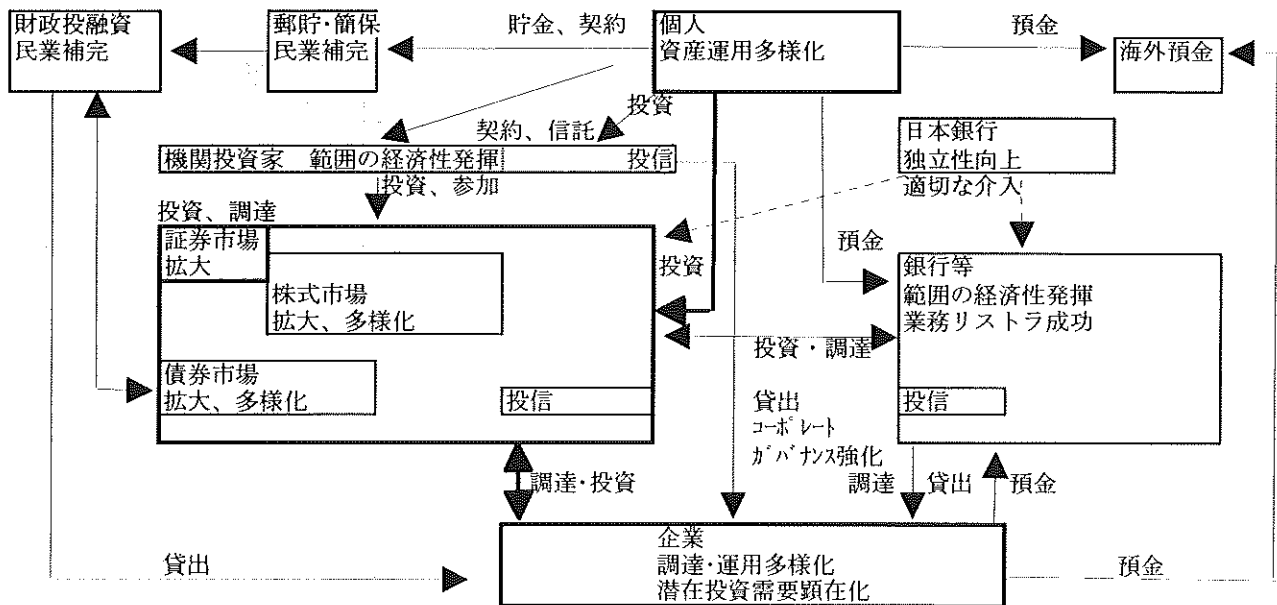 財政投融資
民業補完
郵貯・簡保
民業補完
貯金、契約
個人
資産運用多様化
預金
海外預金
投資
契約、信託
日本銀行
独立性向上
適切な介入
機関投資家　範囲の経済性発揮　投信
投資、参加
投資、調達
証券市場
拡大
株式市場
拡大、多様化
投資
預金
銀行等
範囲の経済性発揮
業務リストラ成功
投資・調達
債券市場
拡大、多様化
投信
貸出
コーポレート
ガバナンス強化
投信
調達・投資
調達
貸出
預金
企業
調達・運用多様化
潜在投資需要顕在化
貸出
預金